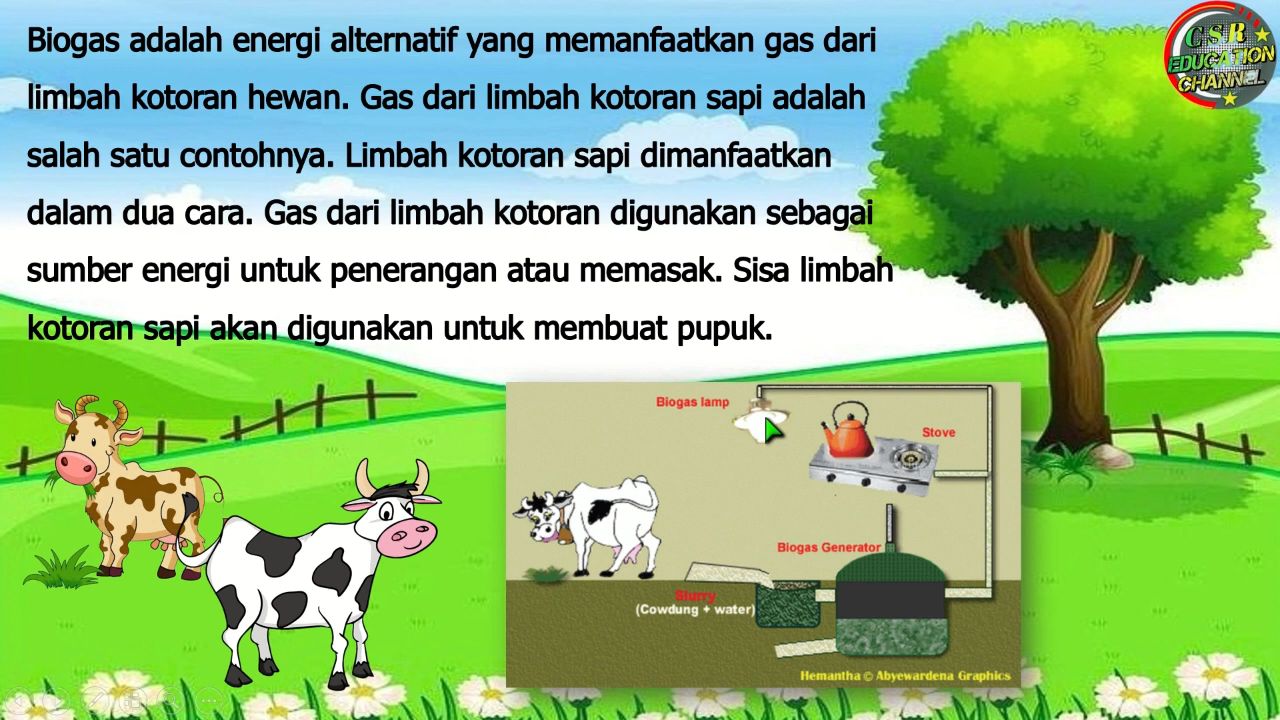 Biogas adalah energi alternatif yang memanfaatkan gas dari
limbah kotoran hewan. Gas dari limbah kotoran sapi adalah
salah satu contohnya. Limbah kotoran sapi dimanfaatkan
dalam dua cara. Gas dari limbah kotoran digunakan sebagai
sumber energi untuk penerangan atau memasak. Sisa limbah
kotoran sapi akan digunakan untuk membuat pupuk.
CSR
EDUCATION
CHANNEL
Biogas lamp
Stove
Biogas Generator
Slurry
(Cowdung + water)
Hemantha © Abyewardena Graphics